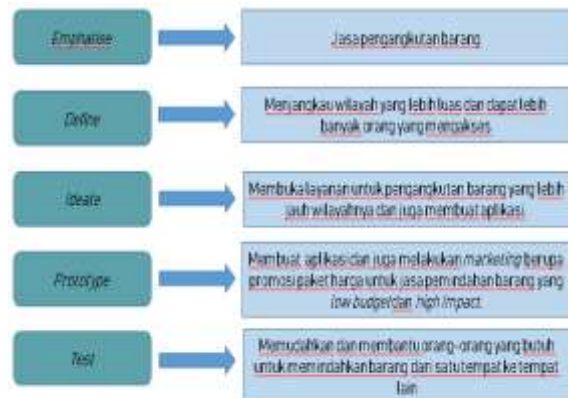 Emphatise
Jasa pengangkutan barang
Define
Menjangkau wilayah yang lebih luas dan dapat lebih
banyak orang yang mengakses
Ideate
Membuka layanan untuk pengangkutan barang yang lebih
jauh wilayahnya dan juga membuat aplikasi
Prototype
Membuat aplikasi dan juga melakukan marketing berupa
promosi paket harga untuk jasa pemindahan barang yang
low budget dan high impact.
Test
Memudahkan dan membantu orang-orang yang butuh
untuk memindahkan barang dari satu tempat ke tempat
lain